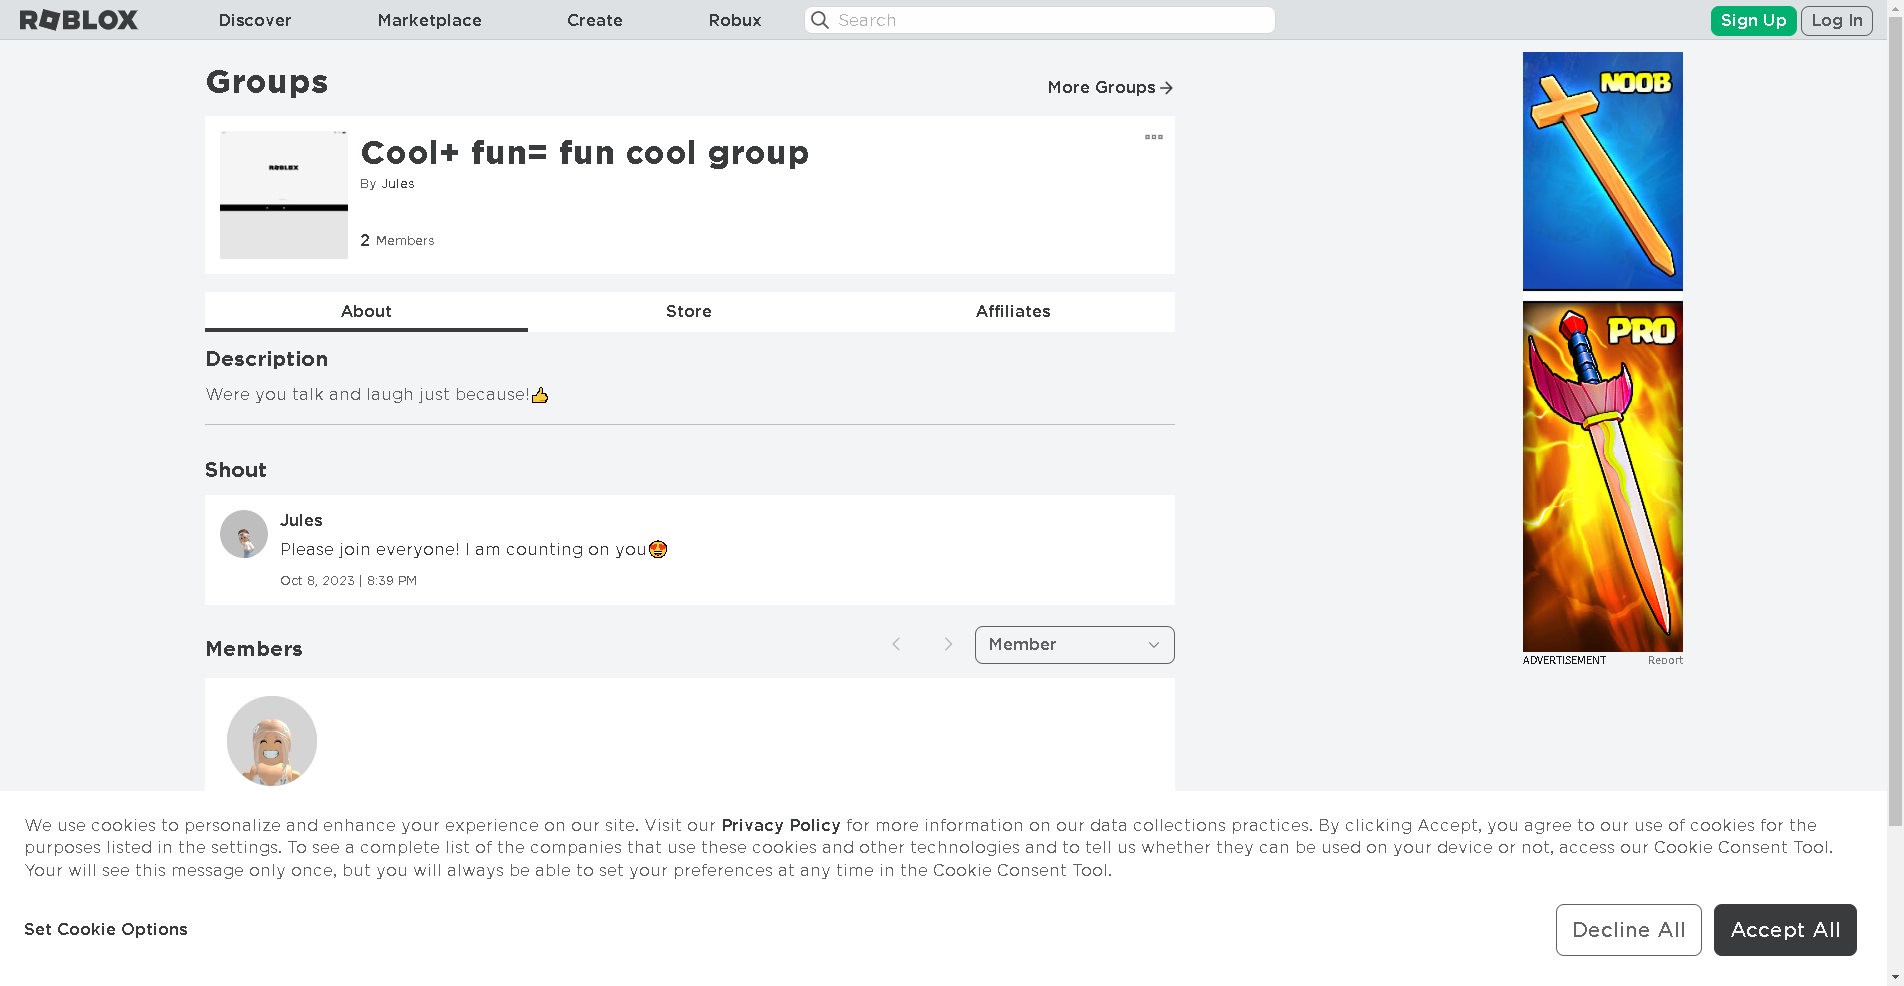 ROBLOX
Discover
Marketplace
Create
Robux
Search
Sign Up
Log In
Groups
More Groups
ROBLOX
Cool+ fun= fun cool group
By Jules
2 Members
About
Store
Affiliates
Description
Were you talk and laugh just because!👍
Shout
Jules
Please join everyone! I am counting on you😍
Oct 8, 2023 | 8:39 PM
Members
Member
NOOB
PRO
ADVERTISEMENT
Report
We use cookies to personalize and enhance your experience on our site. Visit our Privacy Policy for more information on our data collections practices. By clicking Accept, you agree to our use of cookies for the
purposes listed in the settings. To see a complete list of the companies that use these cookies and other technologies and to tell us whether they can be used on your device or not, access our Cookie Consent Tool.
Your will see this message only once, but you will always be able to set your preferences at any time in the Cookie Consent Tool.
Set Cookie Options
Decline All
Accept All